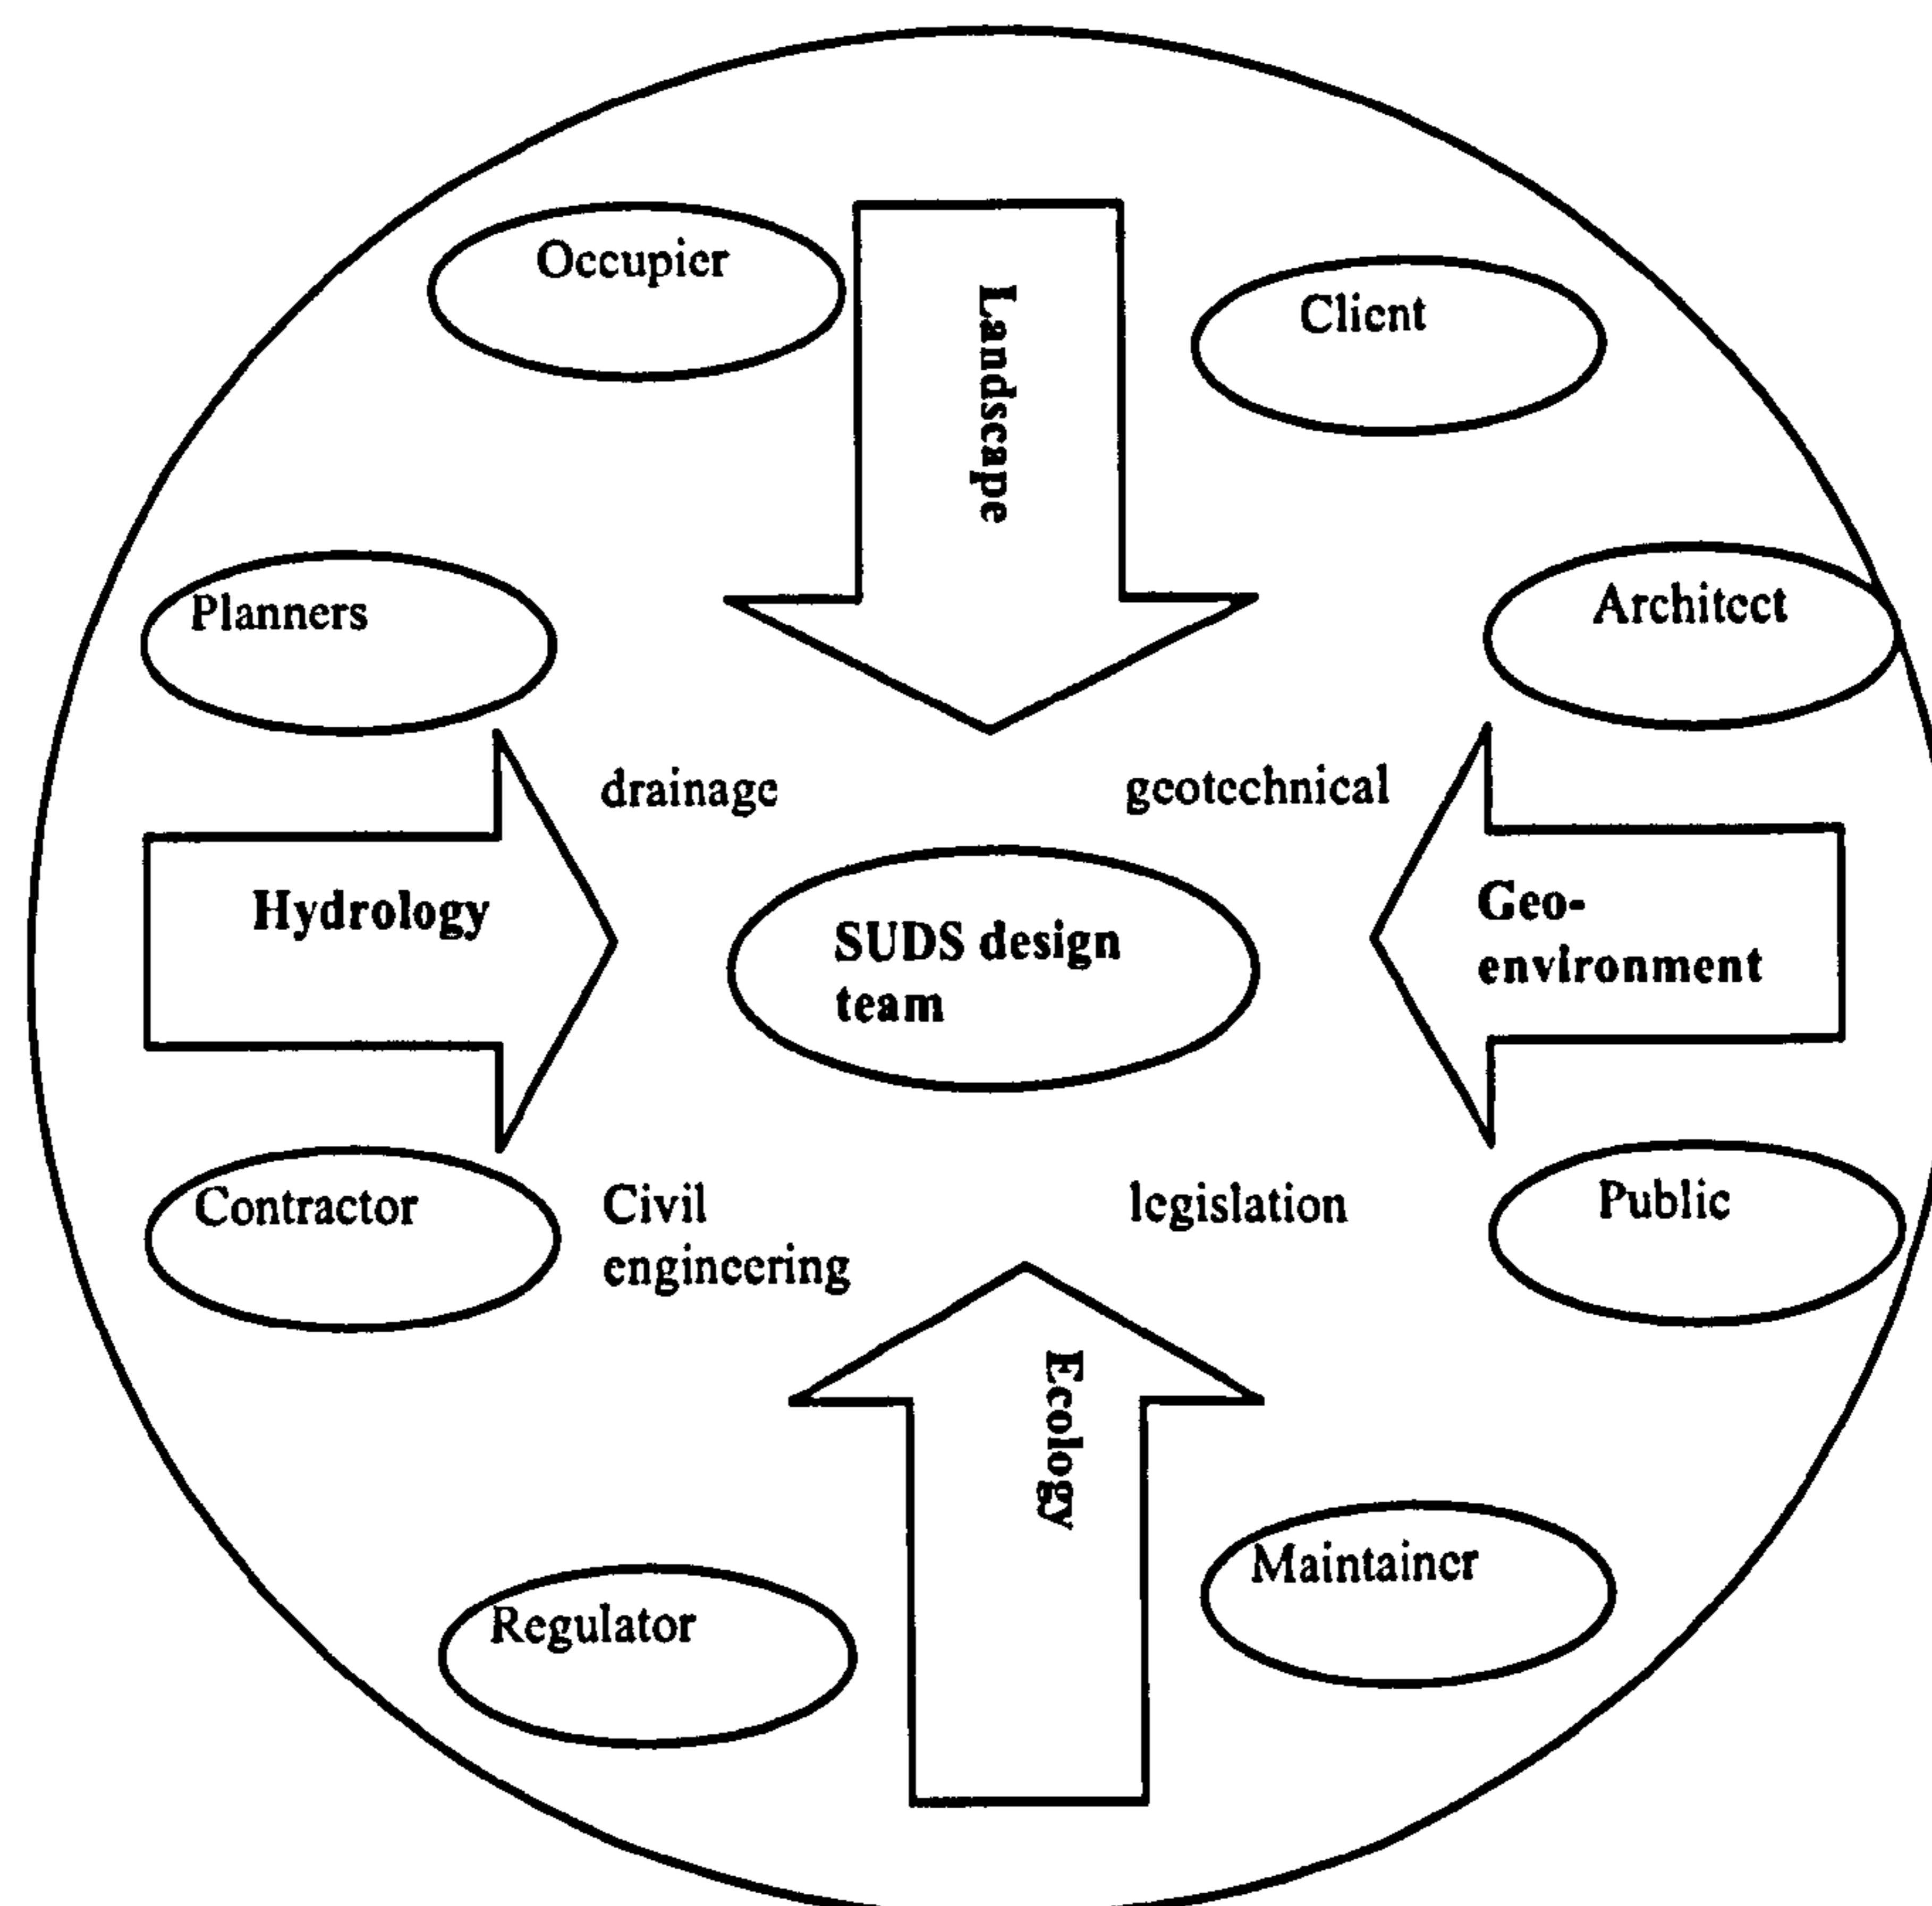 Occupier
Client
Landscape
Planners
Architect
drainage
geotechnical
Hydrology
Geo-
environment
SUDS design
team
Contractor
Civil
engineering
legislation
Public
Ecology
Maintainer
Regulator